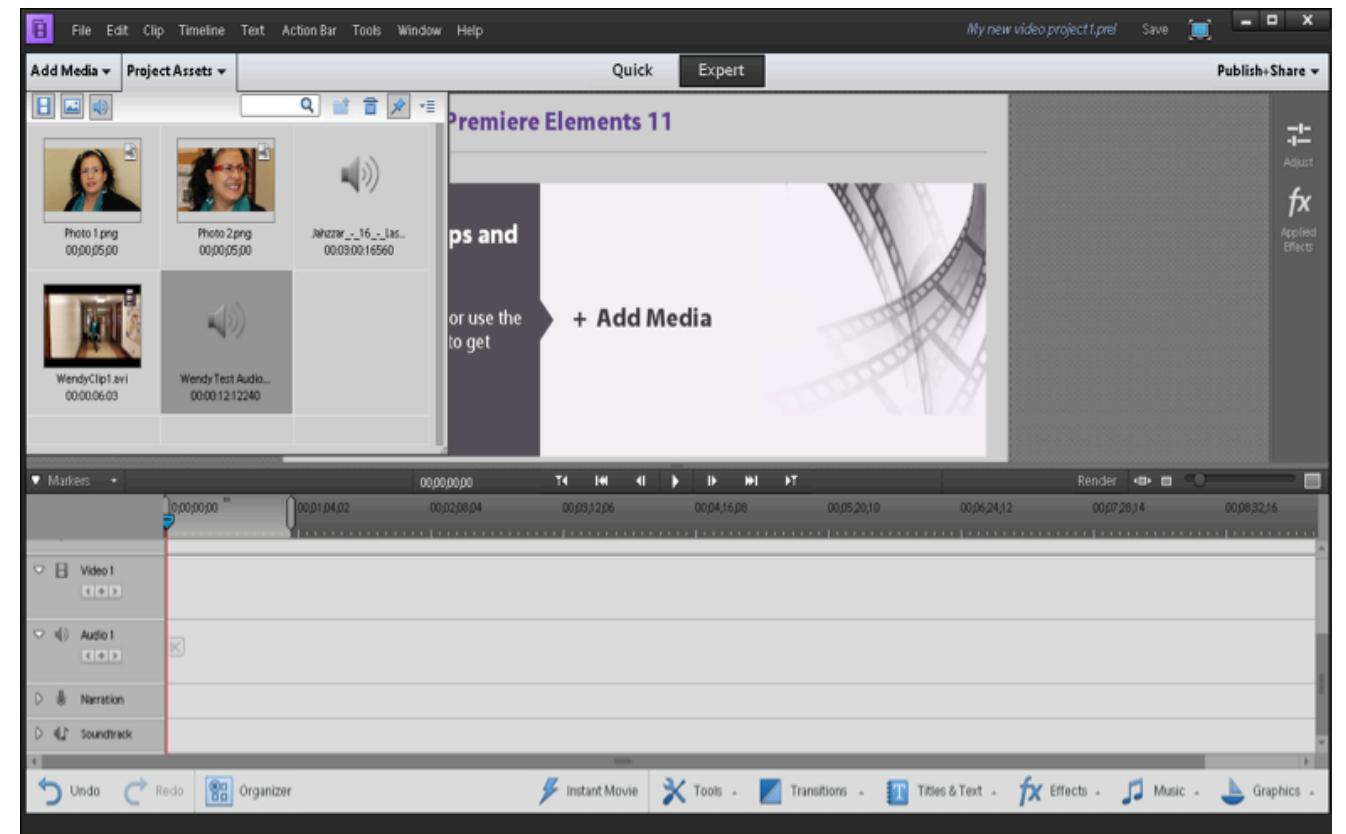 File Edit Clip Timeline Text Action Bar Tools Window Help My new video project1.prel Save
Add Media Project Assets Quick Expert Publish+Share
Premiere Elements 11
Adjust
Photo 1.png Photo 2.png Jahzzar_-_16_-_Las...
00;00;05;00 00;00;05;00 00:03:00:16560
ps and
fx
Applied
Effects
or use the
to get
+ Add Media
WendyClip1.avi Wendy Test Audio...
00:00:06:03 00:00:12:12240
Markers 00;00;00;00 Render
0;00;00;00 00;01;04;02 00;02;08;04 00;03;12;06 00;04;16;08 00;05;20;10 00;06;24;12 00;07;28;14 00;08;32;16
Video 1
Audio 1
Narration
Soundtrack
Undo Redo Organizer Instant Movie Tools Transitions T Titles & Text fx Effects Music Graphics